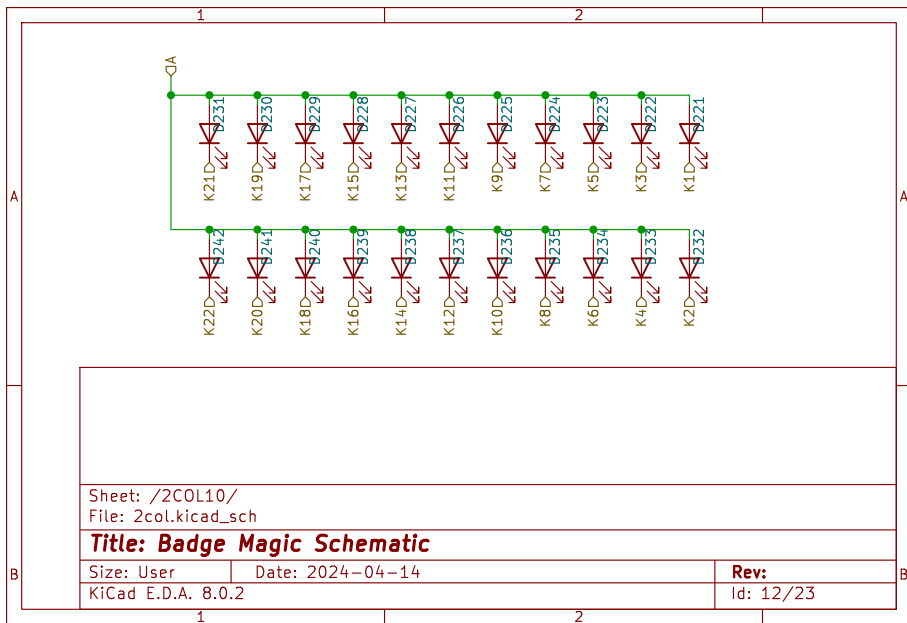 1 2
A
D231 D230 D229 D228 D227 D226 D225 D224 D223 D222 D221
K21 K19 K17 K15 K13 K11 K9 K7 K5 K3 K1
A A
D242 D241 D240 D239 D238 D237 D236 D235 D234 D233 D232
K22 K20 K18 K16 K14 K12 K10 K8 K6 K4 K2
Sheet: /2COL10/
File: 2col.kicad_sch
Title: Badge Magic Schematic
B B
Size: User Date: 2024-04-14 Rev:
KiCad E.D.A. 8.0.2 Id: 12/23
1 2